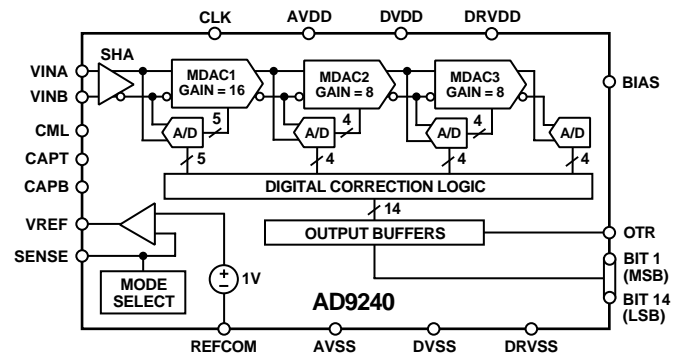 CLK AVDD DVDD DRVDD
SHA
VINA
VINB
CML
CAPT
CAPB
VREF
SENSE
MDAC1
GAIN = 16
MDAC2
GAIN = 8
MDAC3
GAIN = 8
BIAS
5 4 4
A/D A/D A/D A/D
5 4 4 4
DIGITAL CORRECTION LOGIC
14
OUTPUT BUFFERS
OTR
BIT 1
(MSB)
BIT 14
(LSB)
MODE
SELECT
+
−
1V
AD9240
REFCOM AVSS DVSS DRVSS